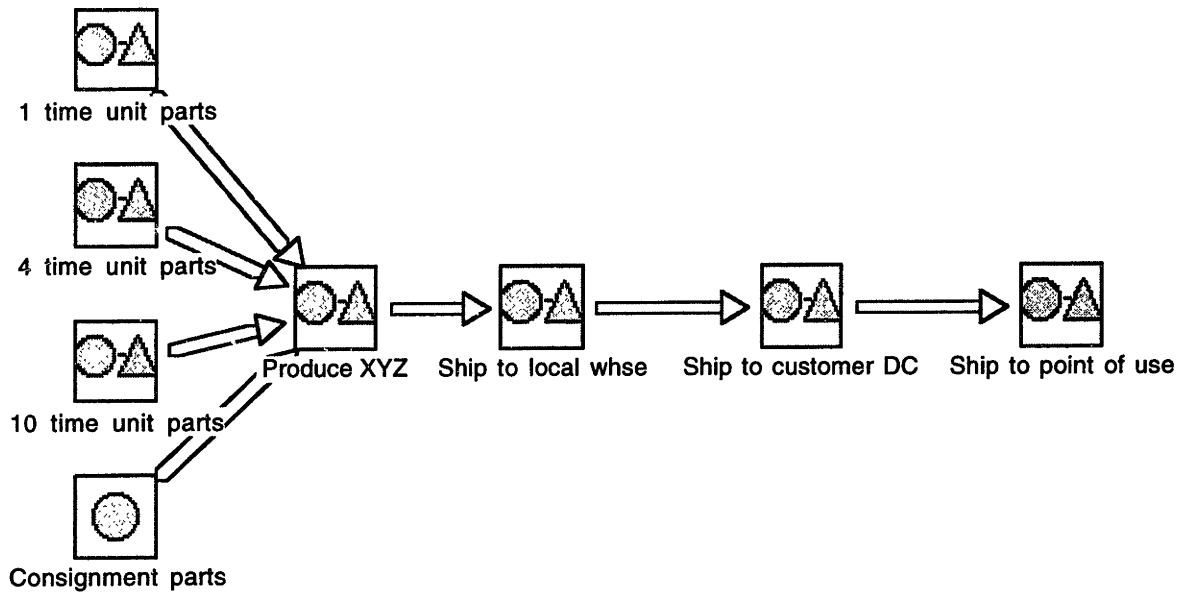 1 time unit parts
4 time unit parts
10 time unit parts
Consignment parts
Produce XYZ
Ship to local whse
Ship to customer DC
Ship to point of use